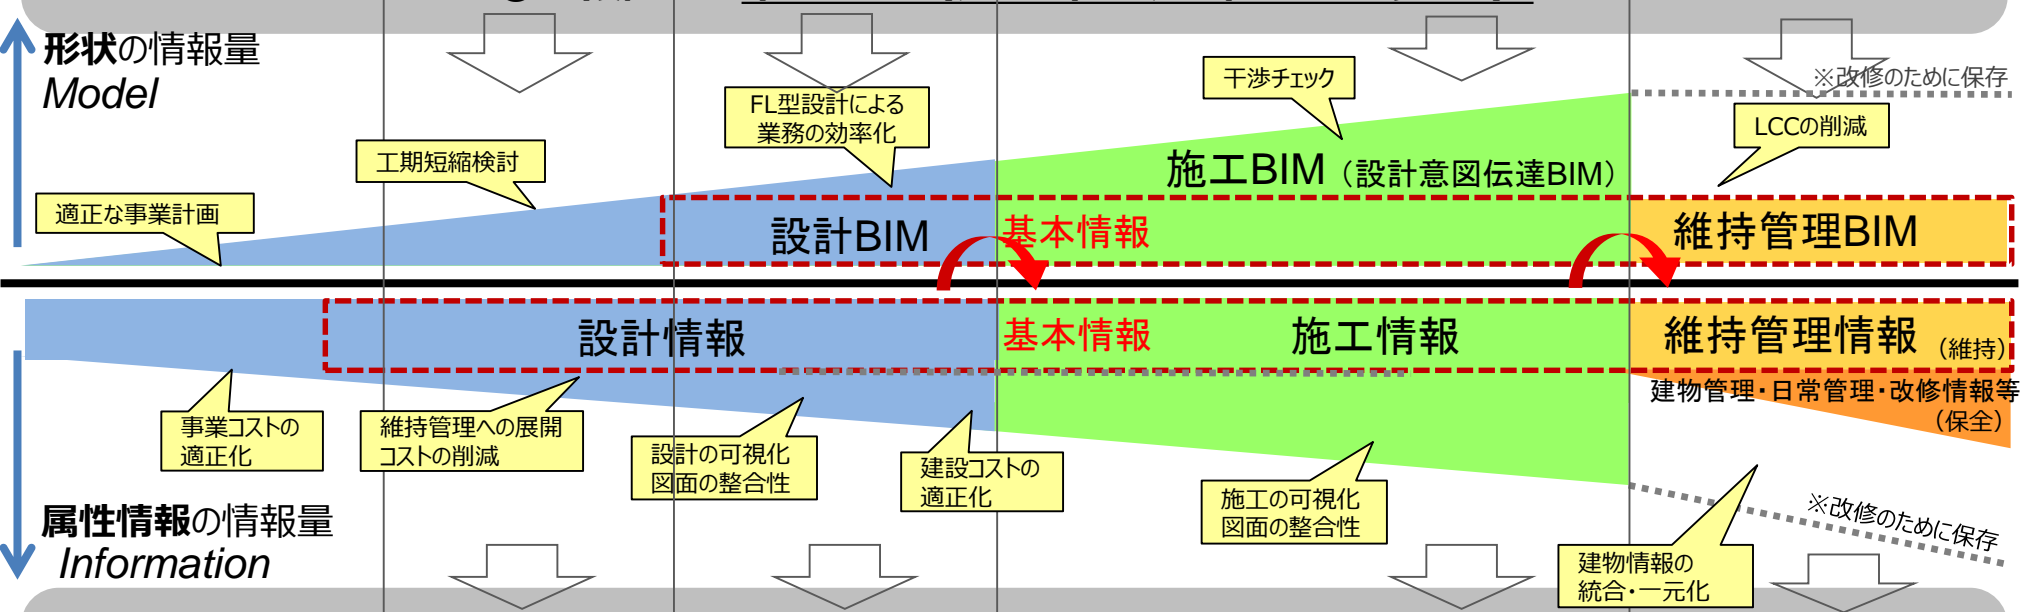 形状の情報量
Model
※改修のために保存
干渉チェック
FL型設計による
業務の効率化
LCCの削減
工期短縮検討
施工BIM（設計意図伝達BIM）
適正な事業計画
設計BIM
基本情報
維持管理BIM
設計情報
基本情報
施工情報
維持管理情報（維持）
建物管理・日常管理・改修情報等
（保全）
事業コストの
適正化
維持管理への展開
コストの削減
設計の可視化
図面の整合性
建設コストの
適正化
施工の可視化
図面の整合性
属性情報の情報量
Information
※改修のために保存
建物情報の
統合・一元化